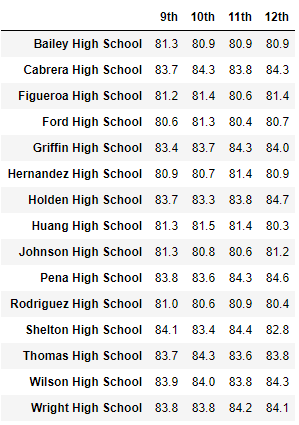 9th 10th 11th 12th
Bailey High School 81.3 80.9 80.9 80.9
Cabrera High School 83.7 84.3 83.8 84.3
Figueroa High School 81.2 81.4 80.6 81.4
Ford High School 80.6 81.3 80.4 80.7
Griffin High School 83.4 83.7 84.3 84.0
Hernandez High School 80.9 80.7 81.4 80.9
Holden High School 83.7 83.3 83.8 84.7
Huang High School 81.3 81.5 81.4 80.3
Johnson High School 81.3 80.8 80.6 81.2
Pena High School 83.8 83.6 84.3 84.6
Rodriguez High School 81.0 80.6 80.9 80.4
Shelton High School 84.1 83.4 84.4 82.8
Thomas High School 83.7 84.3 83.6 83.8
Wilson High School 83.9 84.0 83.8 84.3
Wright High School 83.8 83.8 84.2 84.1